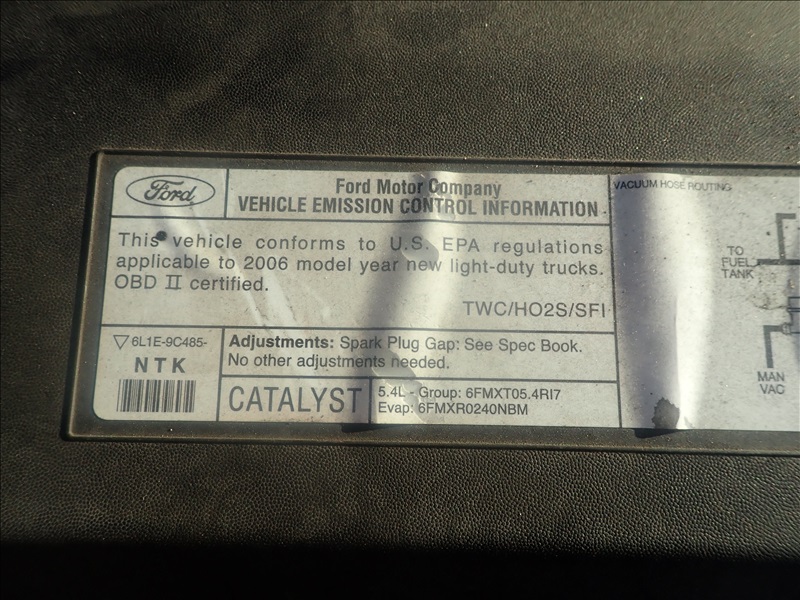 Ford
Ford Motor Company
VEHICLE EMISSION CONTROL INFORMATION
This vehicle conforms to U.S. EPA regulations
applicable to 2006 model year new light-duty trucks.
OBD II certified.
TWC/HO2S/SFI
6L1E-9C485-
NTK
Adjustments: Spark Plug Gap: See Spec Book.
No other adjustments needed.
CATALYST
5.4L - Group: 6FMXT05.4RI7
Evap: 6FMXR0240NBM
VACUUM HOSE ROUTING
TO
FUEL
TANK
MAN
VAC